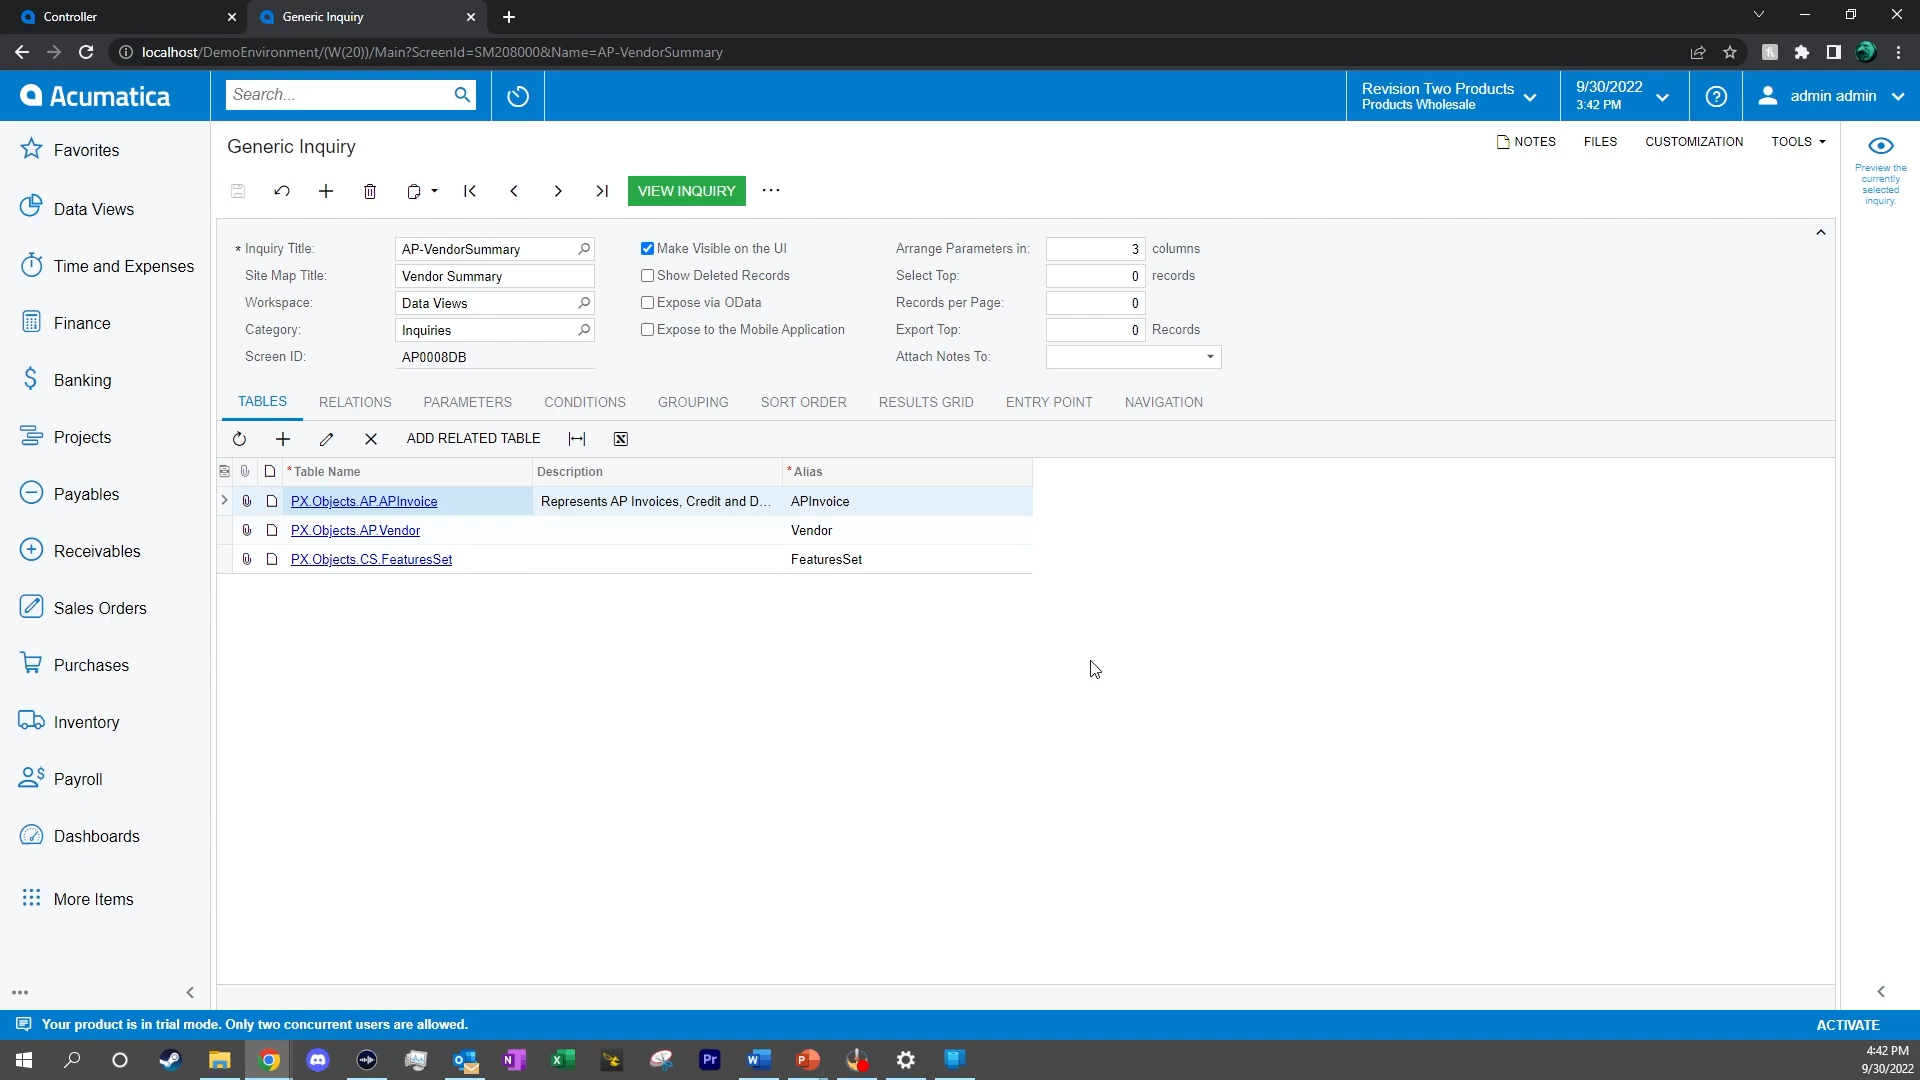 Controller
Generic Inquiry
localhost/DemoEnvironment/(W(20))/Main?ScreenId=SM208000&Name=AP-VendorSummary
Acumatica
Search...
Revision Two Products
Products Wholesale
9/30/2022
3:42 PM
admin admin
Favorites
Data Views
Time and Expenses
Finance
Banking
Projects
Payables
Receivables
Sales Orders
Purchases
Inventory
Payroll
Dashboards
More Items
Generic Inquiry
NOTES FILES CUSTOMIZATION TOOLS
Preview the
currently
selected
inquiry.
VIEW INQUIRY
* Inquiry Title: AP-VendorSummary
Site Map Title: Vendor Summary
Workspace: Data Views
Category: Inquiries
Screen ID: AP0008DB
Make Visible on the UI
Show Deleted Records
Expose via OData
Expose to the Mobile Application
Arrange Parameters in: 3 columns
Select Top: 0 records
Records per Page: 0
Export Top: 0 Records
Attach Notes To:
TABLES RELATIONS PARAMETERS CONDITIONS GROUPING SORT ORDER RESULTS GRID ENTRY POINT NAVIGATION
ADD RELATED TABLE
* Table Name Description * Alias
PX.Objects.AP.APInvoice Represents AP Invoices, Credit and D... APInvoice
PX.Objects.AP.Vendor Vendor
PX.Objects.CS.FeaturesSet FeaturesSet
Your product is in trial mode. Only two concurrent users are allowed.
ACTIVATE
4:42 PM
9/30/2022